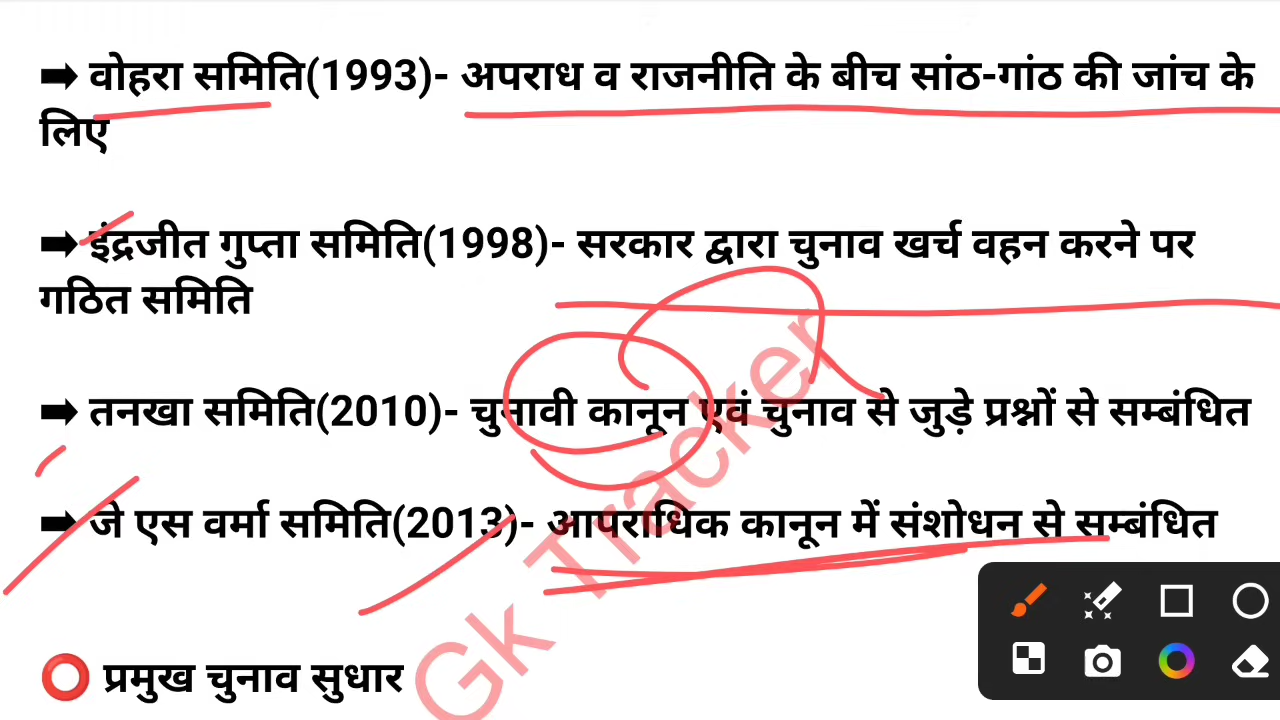 ➡ वोहरा समिति(1993)- अपराध व राजनीति के बीच सांठ-गांठ की जांच के
लिए
➡ इंद्रजीत गुप्ता समिति(1998)- सरकार द्वारा चुनाव खर्च वहन करने पर
गठित समिति
➡ तनखा समिति(2010)- चुनावी कानून एवं चुनाव से जुड़े प्रश्नों से सम्बंधित
➡ जे एस वर्मा समिति(2013)- आपराधिक कानून में संशोधन से सम्बंधित
⭕ प्रमुख चुनाव सुधार
Gk Tracker